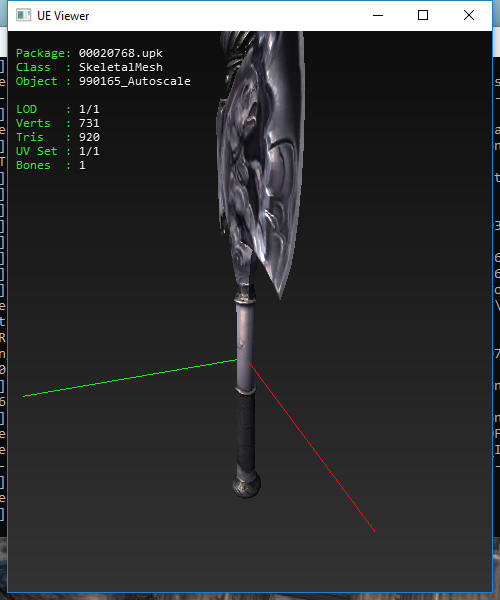 UE Viewer
Package: 00020768.upk
Class : SkeletalMesh
Object : 990165_Autoscale
LOD : 1/1
Verts : 731
Tris : 920
UV Set : 1/1
Bones : 1